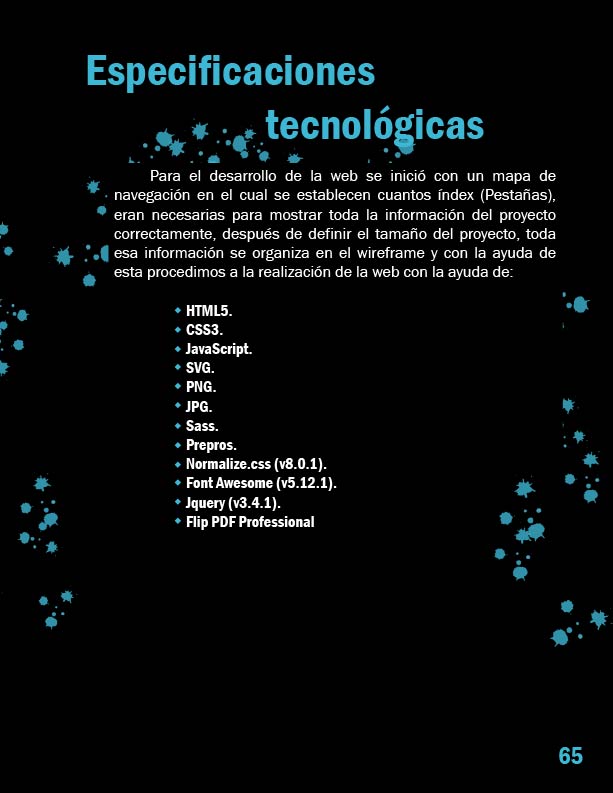 Especificaciones
tecnológicas
Para el desarrollo de la web se inició con un mapa de
navegación en el cual se establecen cuantos índex (Pestañas),
eran necesarias para mostrar toda la información del proyecto
correctamente, después de definir el tamaño del proyecto, toda
esa información se organiza en el wireframe y con la ayuda de
esta procedimos a la realización de la web con la ayuda de:
HTML5.
CSS3.
JavaScript.
SVG.
PNG.
JPG.
Sass.
Prepros.
Normalize.css (v8.0.1).
Font Awesome (v5.12.1).
Jquery (v3.4.1).
Flip PDF Professional
65